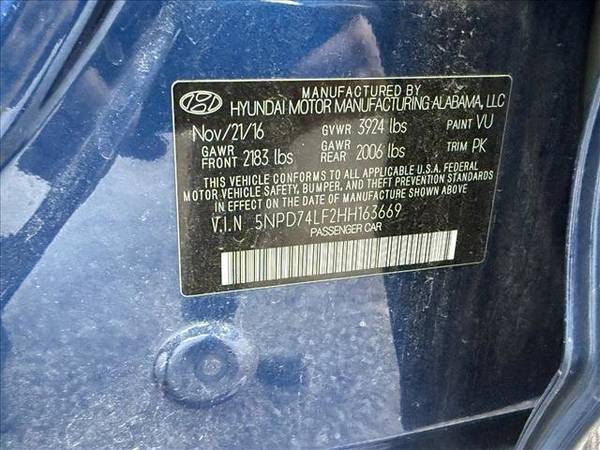 MANUFACTURED BY
HYUNDAI MOTOR MANUFACTURING ALABAMA, LLC
Nov/21/16 GVWR 3924 lbs PAINT VU
GAWR FRONT 2183 lbs GAWR REAR 2006 lbs TRIM PK
THIS VEHICLE CONFORMS TO ALL APPLICABLE U.S.A. FEDERAL
MOTOR VEHICLE SAFETY, BUMPER, AND THEFT PREVENTION STANDARDS
IN EFFECT ON THE DATE OF MANUFACTURE SHOWN ABOVE
V.I.N 5NPD74LF2HH163669
PASSENGER CAR